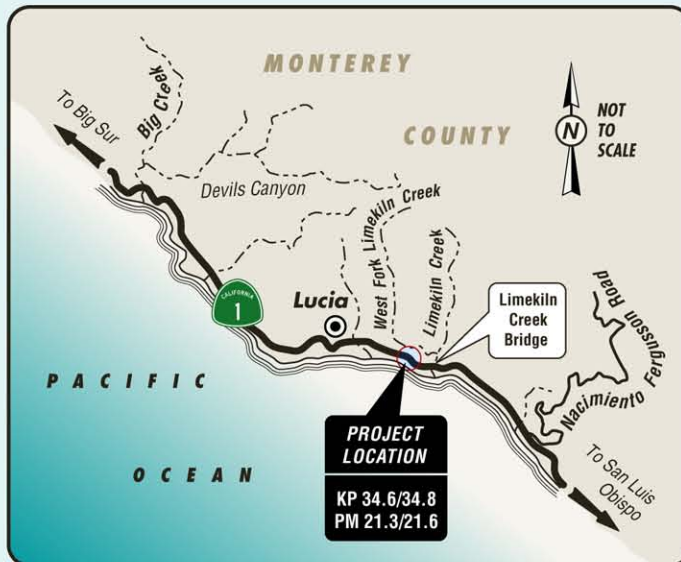 MONTEREY
COUNTY
NOT
TO
SCALE
N
To Big Sur
Big Creek
Devils Canyon
West Fork Limekiln Creek
Limekiln Creek
CALIFORNIA
1
Lucia
Limekiln
Creek
Bridge
Nacimiento Fergusson Road
PACIFIC
OCEAN
PROJECT
LOCATION
KP 34.6/34.8
PM 21.3/21.6
To San Luis
Obispo